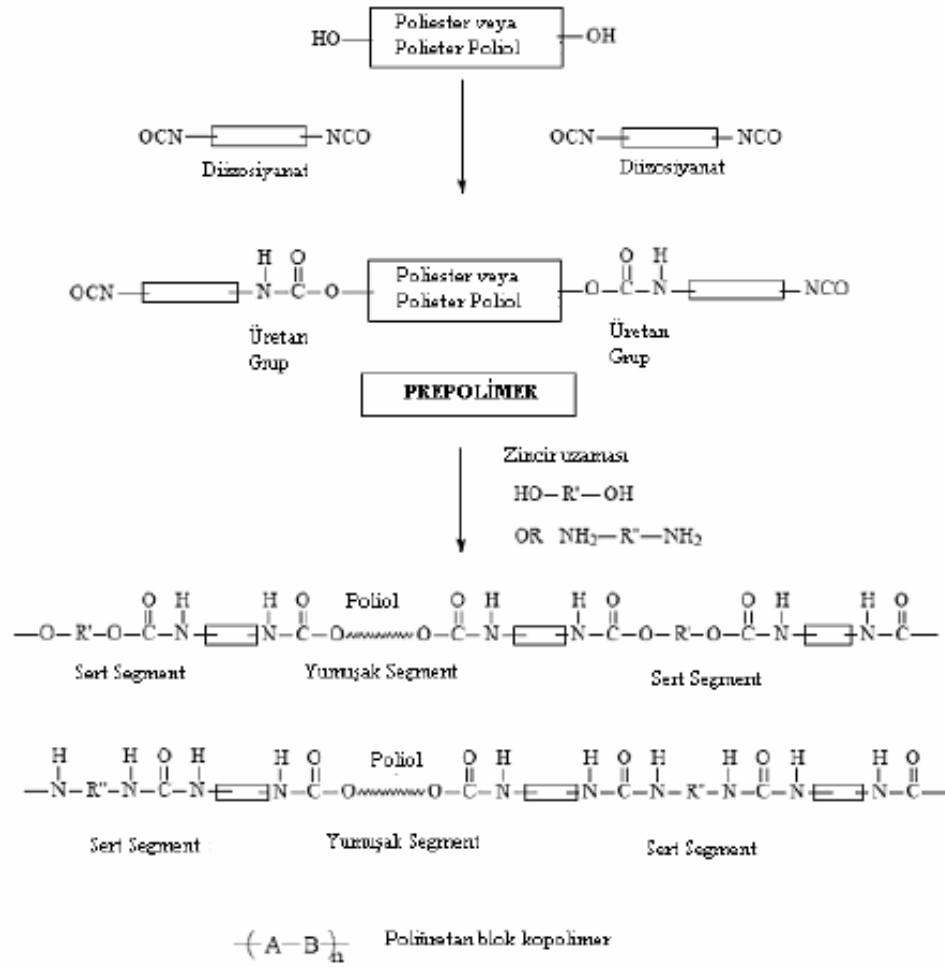 HO— Poliester veya —OH
Polieter Poliol
OCN— —NCO OCN— —NCO
Diizosiyanat Diizosiyanat
H O O H
OCN— —N—C—O— Poliester veya —O—C—N— —NCO
Polieter Poliol
Üretan Üretan
Grup Grup
PREPOLİMER
Zincir uzaması
HO—R'—OH
OR NH2—R''—NH2
O H H O Poliol O H H O O H H O
—O—R'—O—C—N— —N—C—O O—C—N— —N—C—O—R'—O—C—N— —N—C—
Sert Segment Yumuşak Segment Sert Segment
H H O H H O Poliol O H H O H H O H H O
—N—R''—N—C—N— —N—C—O O—C—N— —N—C—N—R''—N—C—N— —N—C—
Sert Segment Yumuşak Segment Sert Segment
(A—B)n Poliüretan blok kopolimer